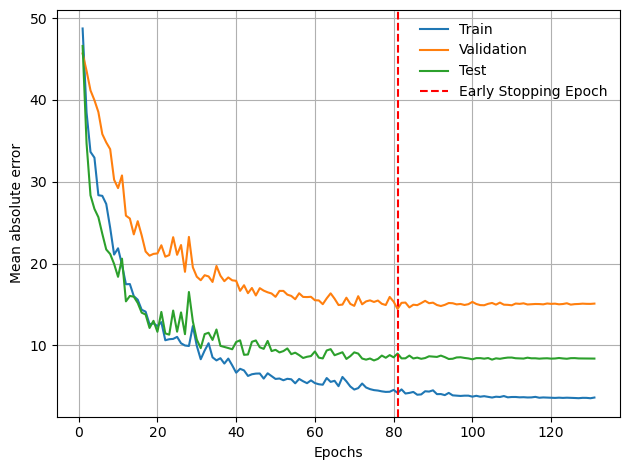 50
40
30
20
10
Mean absolute error
Train
Validation
Test
Early Stopping Epoch
0 20 40 60 80 100 120
Epochs